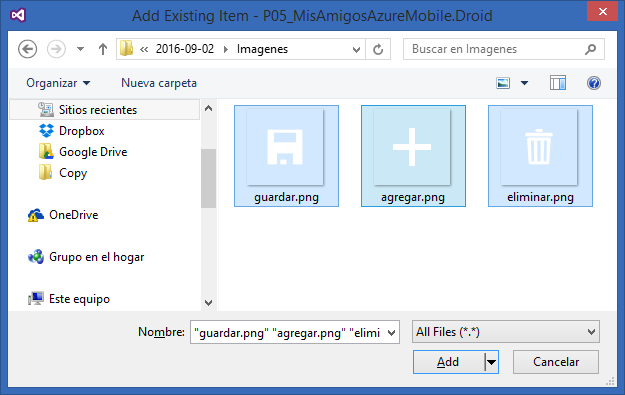 Add Existing Item - P05_MisAmigosAzureMobile.Droid
« 2016-09-02 Imagenes
Buscar en Imagenes
Organizar
Nueva carpeta
Sitios recientes
Dropbox
Google Drive
Copy
OneDrive
Grupo en el hogar
Este equipo
guardar.png
agregar.png
eliminar.png
Nombre:
"guardar.png" "agregar.png" "elimi
All Files (*.*)
Add
Cancelar